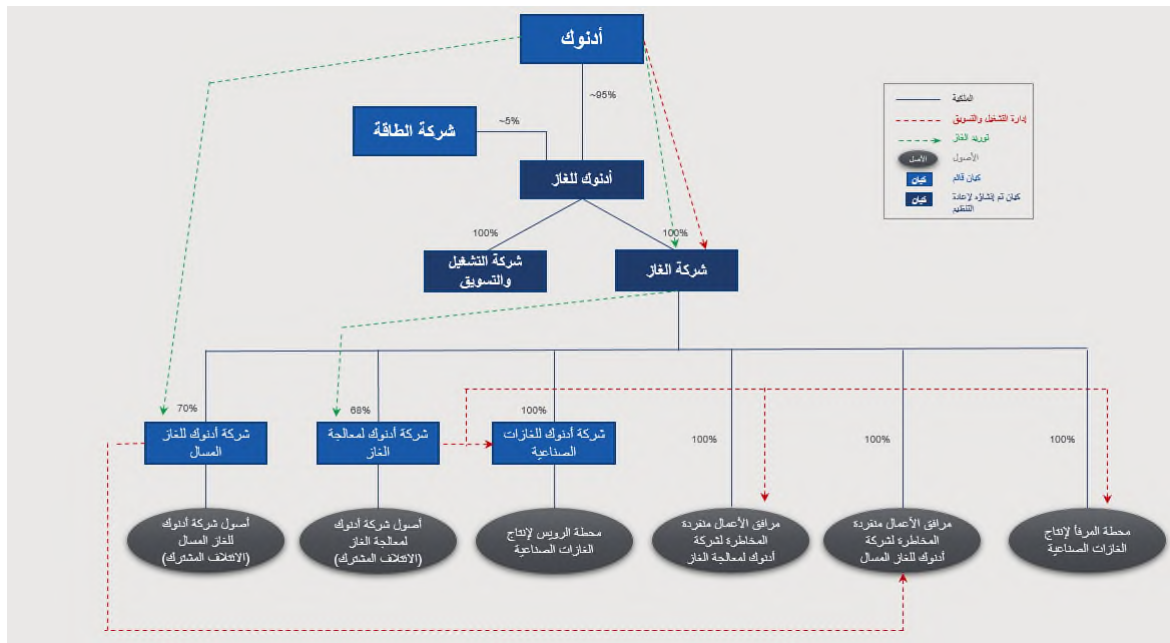 أدنوك
~95%
~5%
شركة الطاقة
أدنوك للغاز
100%
100%
شركة التشغيل
والتسويق
شركة الغاز
الملكية
إدارة التشغيل والتسويق
توريد الغاز
الأصل
الأصول
كيان
كيان قائم
كيان
كيان تم إنشاؤه لإعادة
التنظيم
70%
68%
100%
100%
100%
100%
شركة أدنوك للغاز
المسال
شركة أدنوك لمعالجة
الغاز
شركة أدنوك للغازات
الصناعية
أصول شركة أدنوك
للغاز المسال
(الائتلاف المشترك)
أصول شركة أدنوك
لمعالجة الغاز
(الائتلاف المشترك)
محطة الرويس لإنتاج
الغازات الصناعية
مرافق الأعمال منفردة
المخاطرة لشركة
أدنوك لمعالجة الغاز
مرافق الأعمال منفردة
المخاطرة لشركة
أدنوك للغاز المسال
محطة المرفأ لإنتاج
الغازات الصناعية